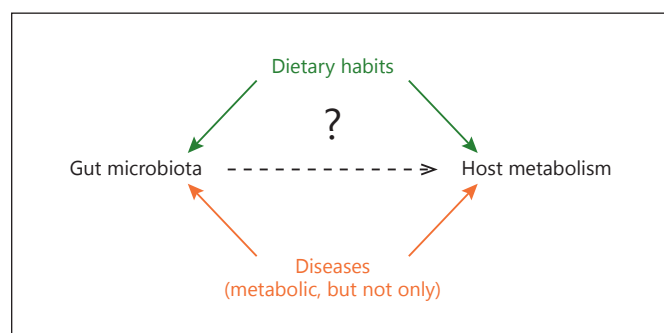 Dietary habits
?
Gut microbiota
Host metabolism
Diseases
(metabolic, but not only)